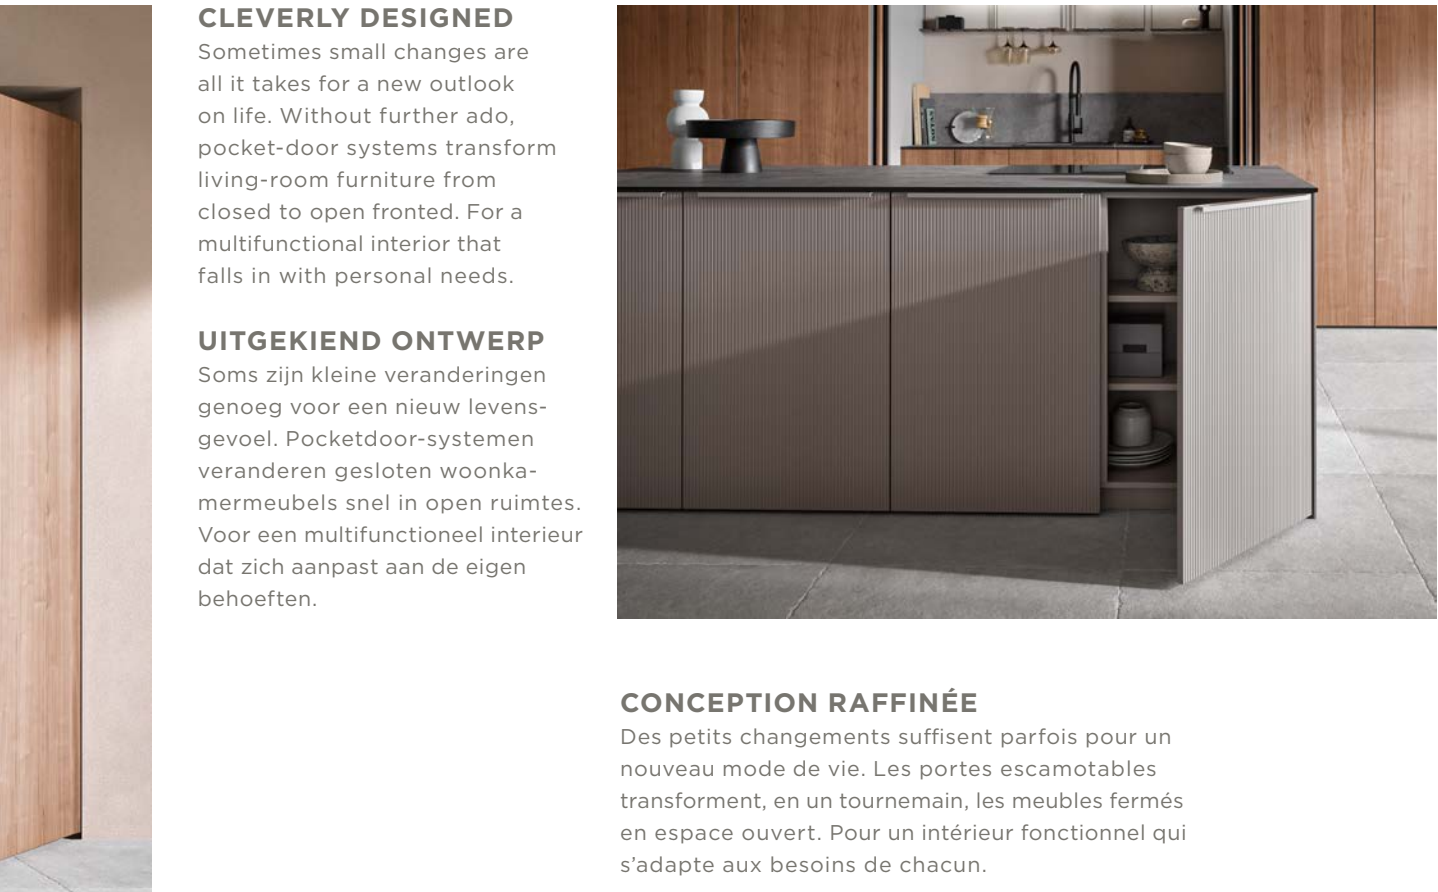 CLEVERLY DESIGNED
Sometimes small changes are
all it takes for a new outlook
on life. Without further ado,
pocket-door systems transform
living-room furniture from
closed to open fronted. For a
multifunctional interior that
falls in with personal needs.
UITGEKIEND ONTWERP
Soms zijn kleine veranderingen
genoeg voor een nieuw levens-
gevoel. Pocketdoor-systemen
veranderen gesloten woonka-
mermeubels snel in open ruimtes.
Voor een multifunctioneel interieur
dat zich aanpast aan de eigen
behoeften.
CONCEPTION RAFFINÉE
Des petits changements suffisent parfois pour un
nouveau mode de vie. Les portes escamotables
transforment, en un tournemain, les meubles fermés
en espace ouvert. Pour un intérieur fonctionnel qui
s’adapte aux besoins de chacun.